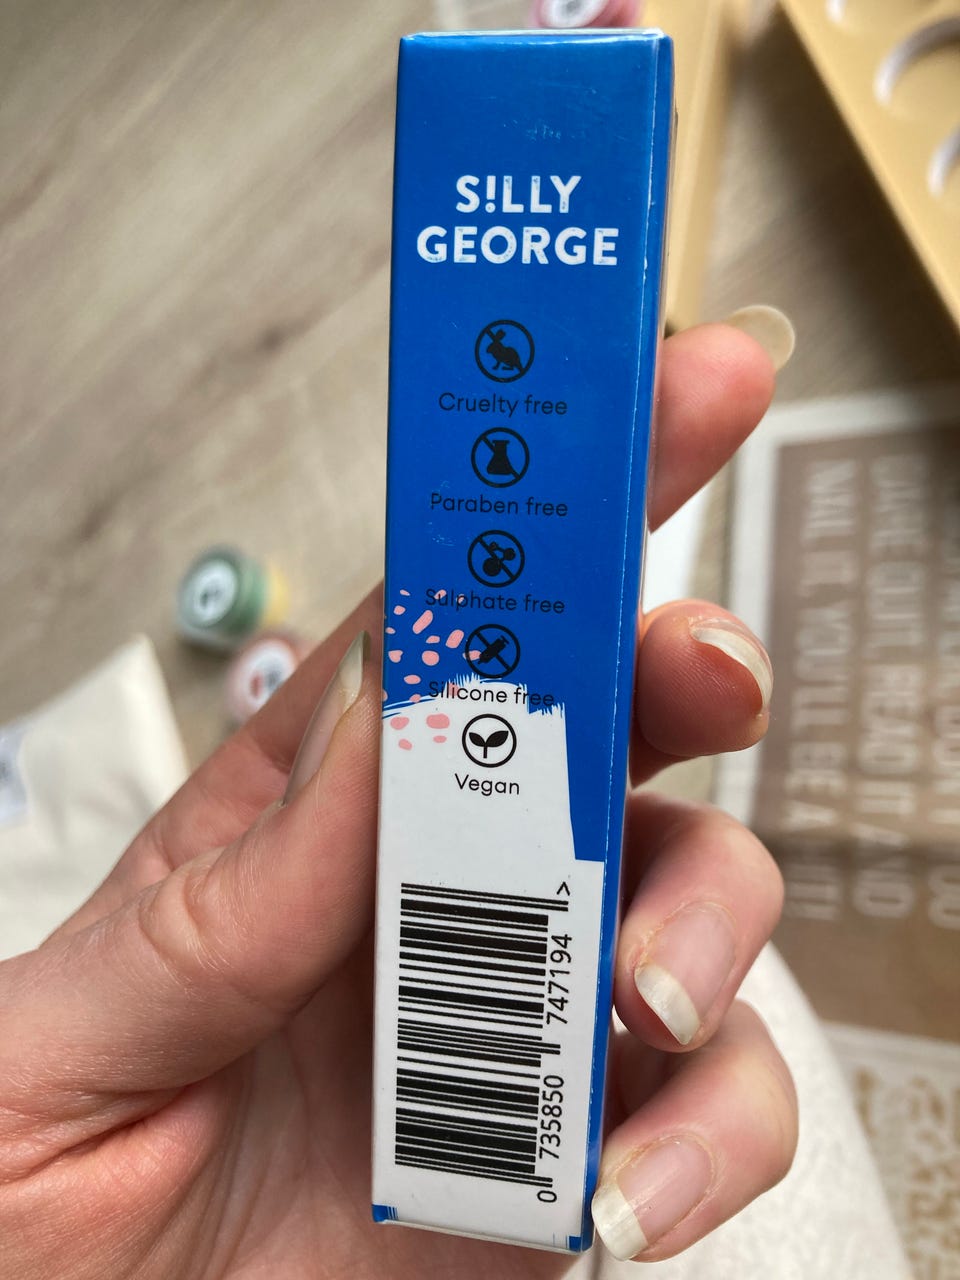 S!LLY
GEORGE
Cruelty free
Paraben free
Sulphate free
Silicone free
Vegan
0 735850 747194 >